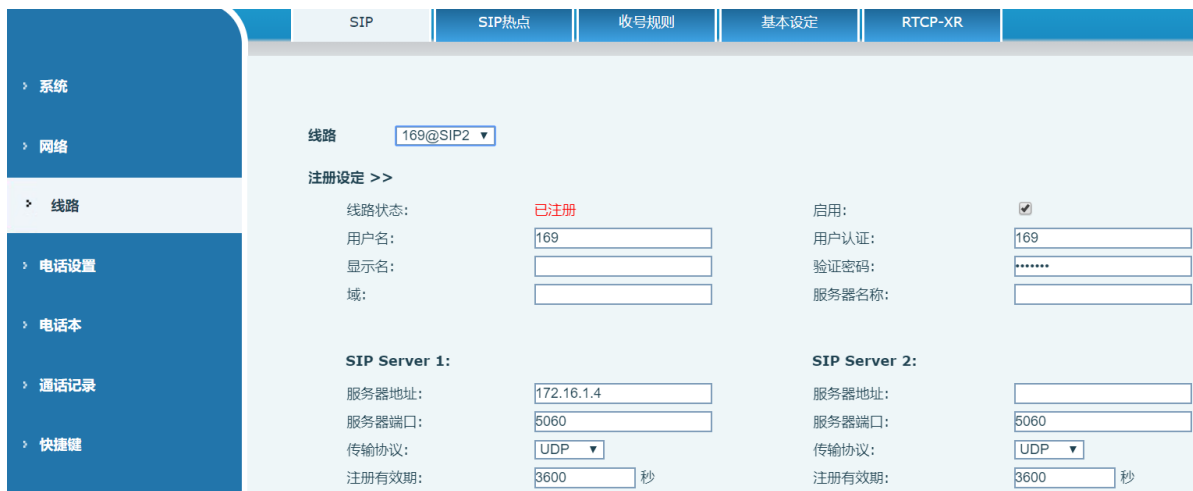 SIP SIP热点 收号规则 基本设定 RTCP-XR
系统
网络
线路
电话设置
电话本
通话记录
快捷键
线路 169@SIP2
注册设定 >>
线路状态: 已注册 启用:
用户名: 169 用户认证: 169
显示名: 验证密码: •••••••
域: 服务器名称:
SIP Server 1: SIP Server 2:
服务器地址: 172.16.1.4 服务器地址:
服务器端口: 5060 服务器端口: 5060
传输协议: UDP 传输协议: UDP
注册有效期: 3600 秒 注册有效期: 3600 秒